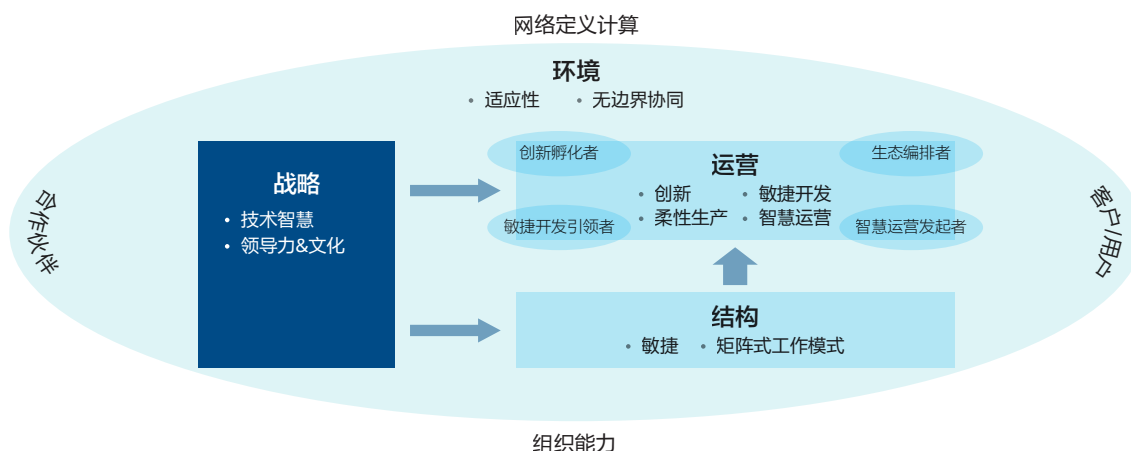 网络定义计算
环境
• 适应性 • 无边界协同
创新孵化者
生态编排者
运营
• 创新 • 敏捷开发
• 柔性生产 • 智慧运营
敏捷开发引领者
智慧运营发起者
战略
• 技术智慧
• 领导力&文化
合作伙伴
客户/用户
结构
• 敏捷 • 矩阵式工作模式
组织能力